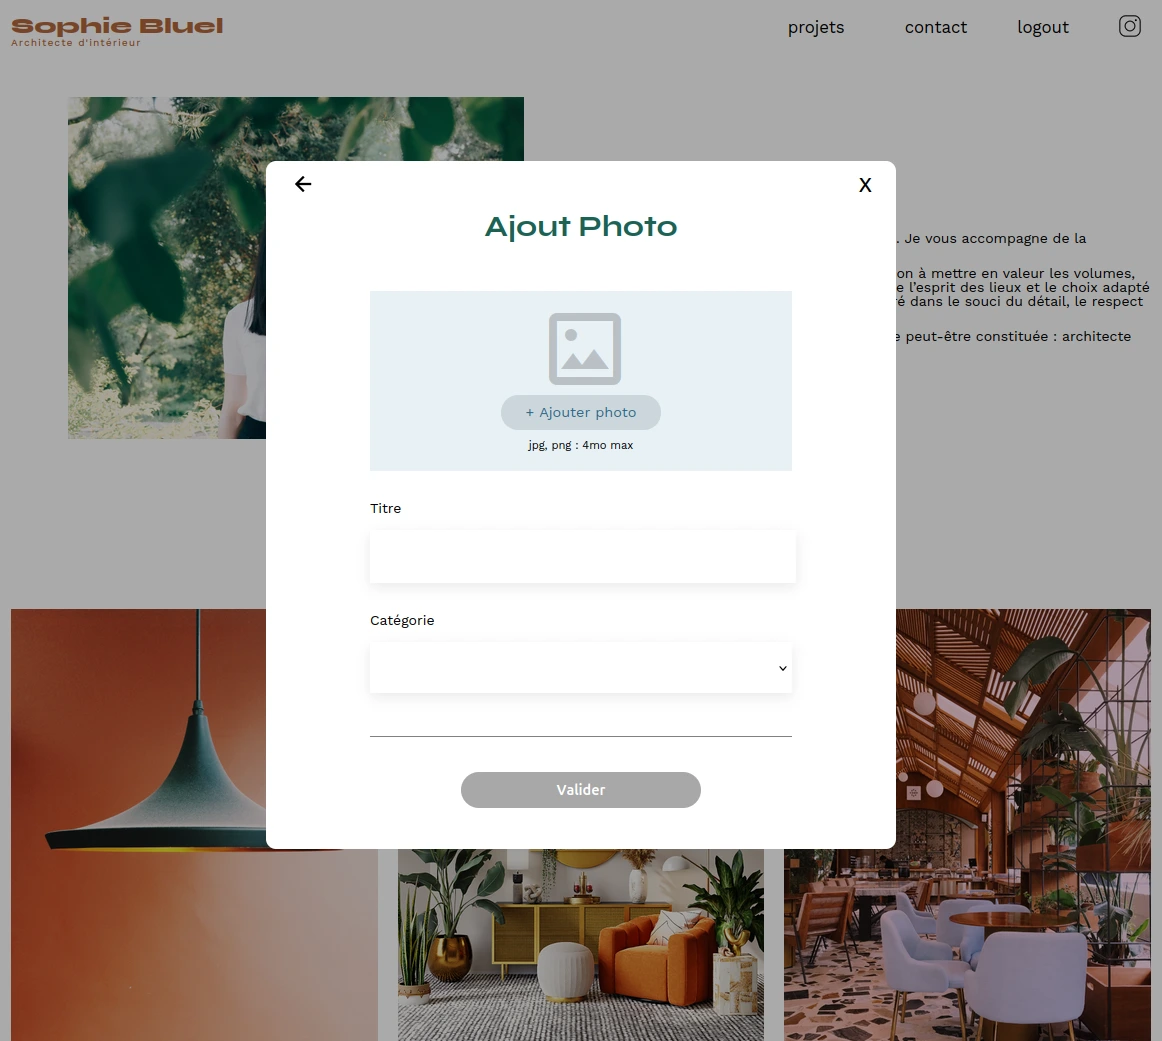 Sophie Bluel
Architecte d'intérieur
projets
contact
logout
. Je vous accompagne de la
on à mettre en valeur les volumes,
e l'esprit des lieux et le choix adapté
é dans le souci du détail, le respect
e peut-être constituée : architecte
X
Ajout Photo
+ Ajouter photo
jpg, png : 4mo max
Titre
Catégorie
Valider